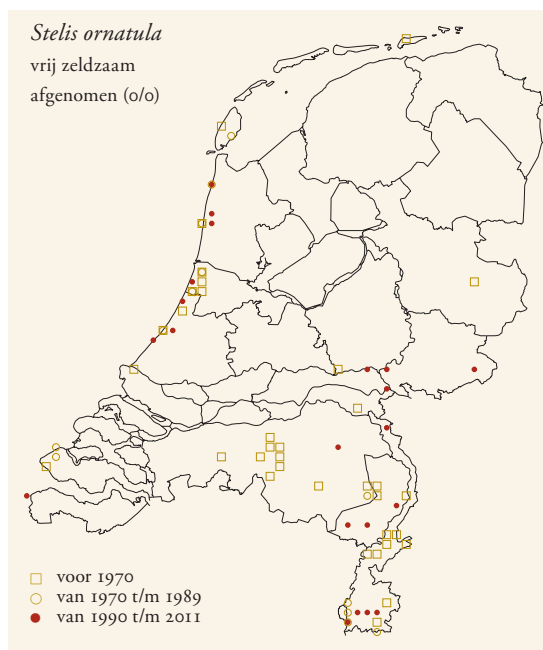 Stelis ornatula
vrij zeldzaam
afgenomen (0/0)
voor 1970
van 1970 t/m 1989
van 1990 t/m 2011